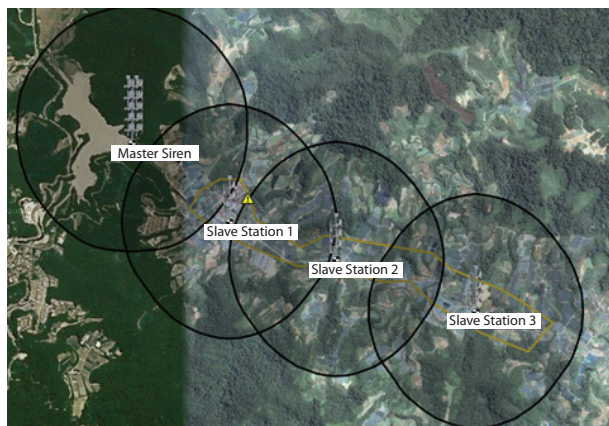 Master Siren
Slave Station 1
Slave Station 2
Slave Station 3